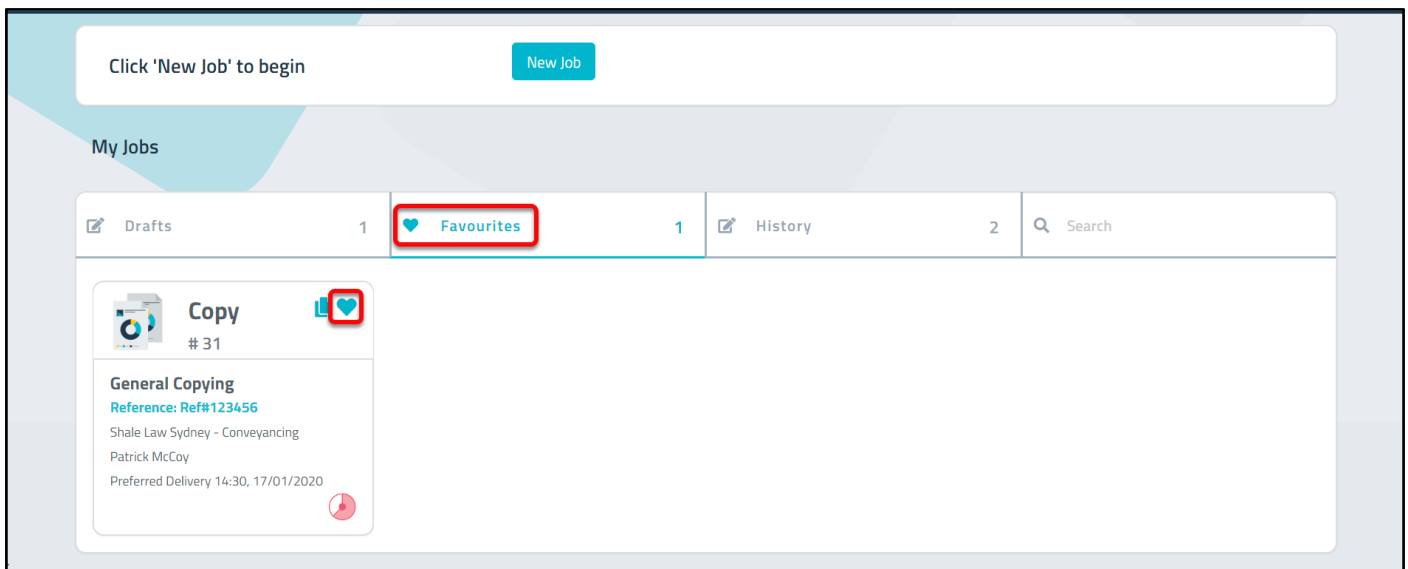 Click 'New Job' to begin
New Job
My Jobs
Drafts 1
Favourites 1
History 2
Search
Copy
# 31
General Copying
Reference: Ref#123456
Shale Law Sydney - Conveyancing
Patrick McCoy
Preferred Delivery 14:30, 17/01/2020